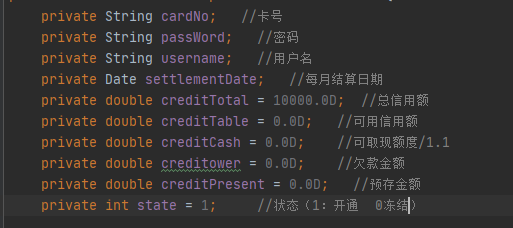 private String cardNo;   //卡号
private String passWord;   //密码
private String username;   //用户名
private Date settlementDate;   //每月结算日期
private double creditTotal = 10000.0D;  //总信用额
private double creditTable = 0.0D;   //可用信用额
private double creditCash = 0.0D;   //可取现额度/1.1
private double creditower = 0.0D;   //欠款金额
private double creditPresent = 0.0D;   //预存金额
private int state = 1;     //状态（1：开通  0冻结）